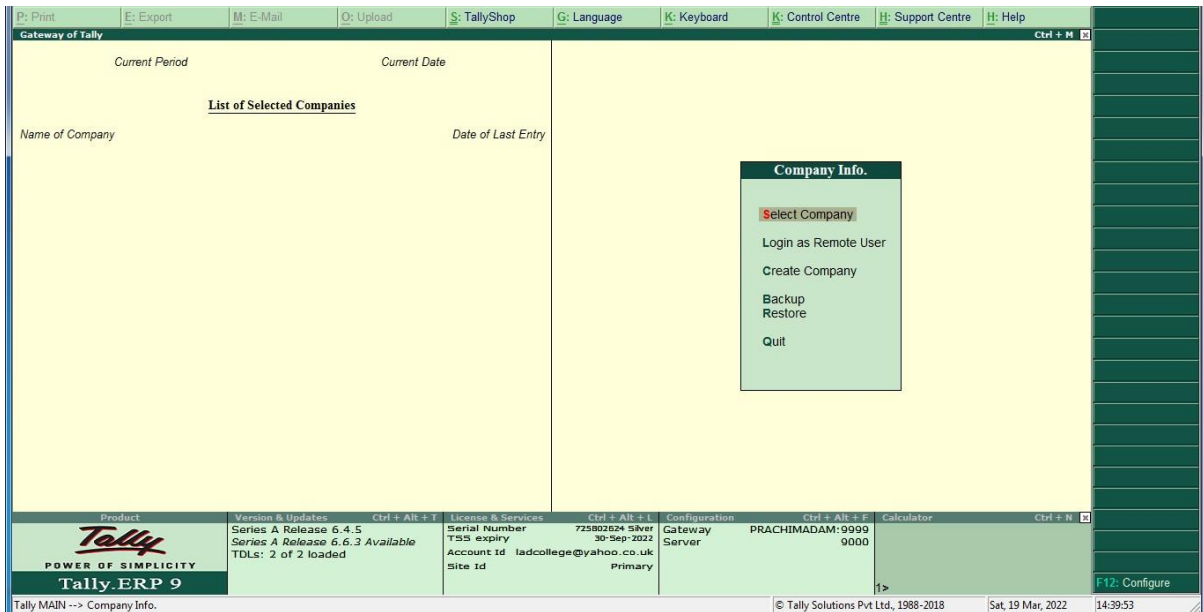 P: Print E: Export M: E-Mail O: Upload S: TallyShop G: Language K: Keyboard K: Control Centre H: Support Centre H: Help
Gateway of Tally Ctrl + M x
Current Period Current Date
List of Selected Companies
Name of Company Date of Last Entry
Company Info.
Select Company
Login as Remote User
Create Company
Backup
Restore
Quit
Product
Tally
POWER OF SIMPLICITY
Tally.ERP 9
Version & Updates Ctrl + Alt + T
Series A Release 6.4.5
Series A Release 6.6.3 Available
TDLs: 2 of 2 loaded
License & Services Ctrl + Alt + L
Serial Number 725802624 Silver
TSS expiry 30-Sep-2022
Account Id ladcollege@yahoo.co.uk
Site Id Primary
Configuration Ctrl + Alt + F
Gateway PRACHIMADAM:9999
Server 9000
Calculator Ctrl + N x
1>
F12: Configure
Tally MAIN --> Company Info. © Tally Solutions Pvt Ltd., 1988-2018 Sat, 19 Mar, 2022 14:39:53